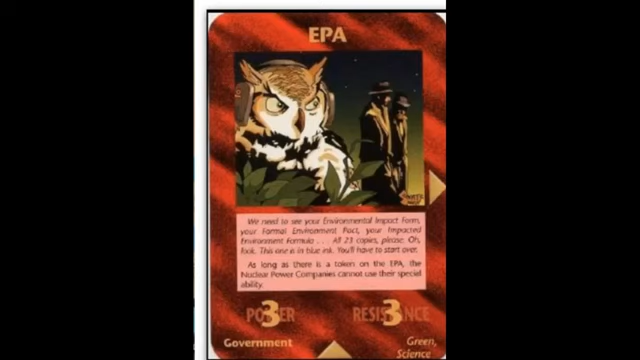 EPA
We need to see your Environmental Impact Form,
your Formal Environment Pact, your Impacted
Environment Formula . . . All 23 copies, please. Oh,
look. This one is in blue ink. You'll have to start over.
As long as there is a token on the EPA, the
Nuclear Power Companies cannot use their special
ability.
POWER 3 RESISTANCE 3
Government
Green,
Science